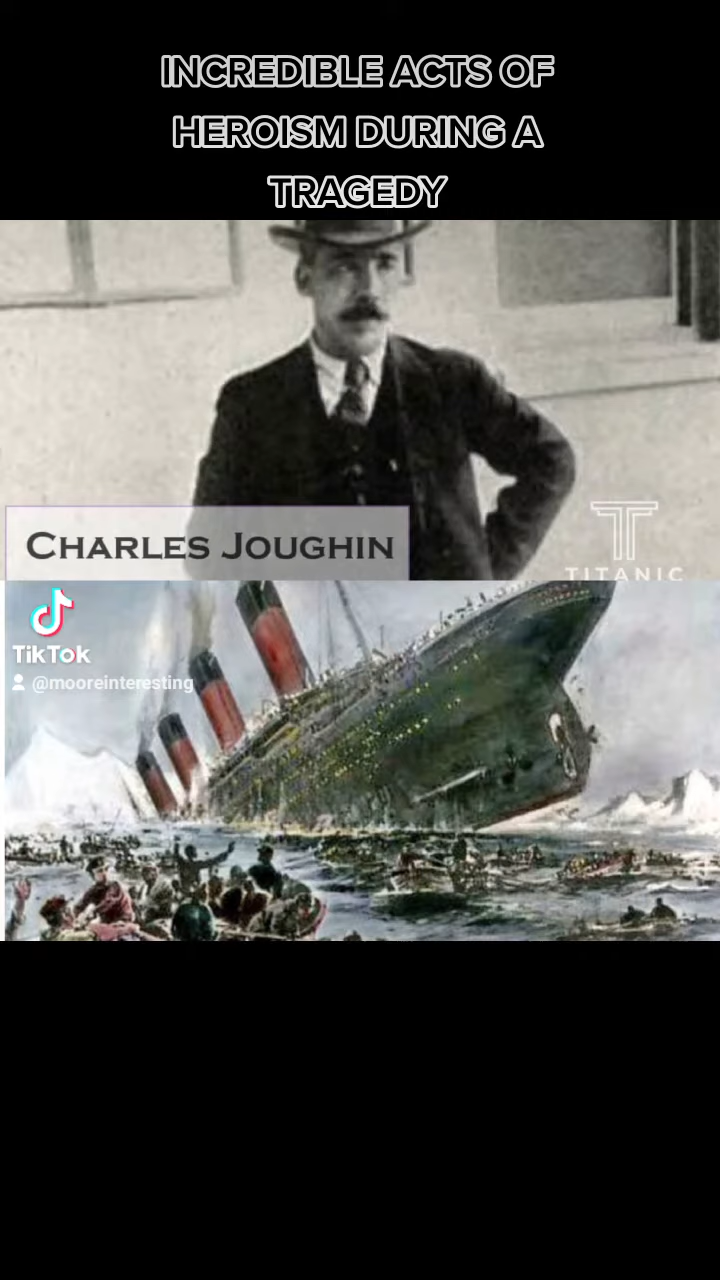 INCREDIBLE ACTS OF
HEROISM DURING A
TRAGEDY
CHARLES JOUGHIN
TITANIC
TikTok
@mooreinteresting